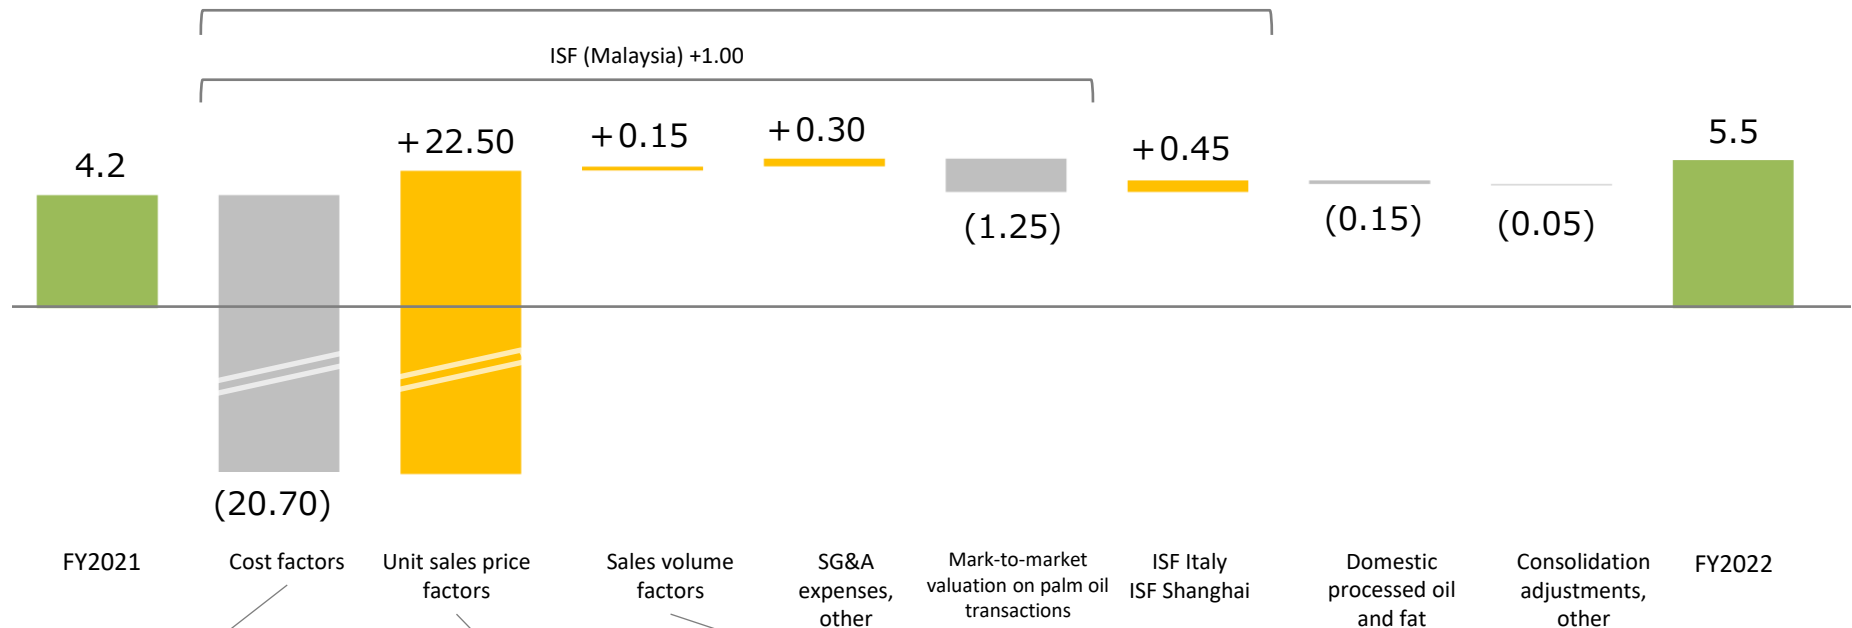 ISF (Malaysia) +1.00
4.2
+22.50
+0.15
+0.30
+0.45
5.5
(20.70)
(1.25)
(0.15)
(0.05)
FY2021
Cost factors
Unit sales price
factors
Sales volume
factors
SG&A
expenses,
other
Mark-to-market
valuation on palm oil
transactions
ISF Italy
ISF Shanghai
Domestic
processed oil
and fat
Consolidation
adjustments,
other
FY2022